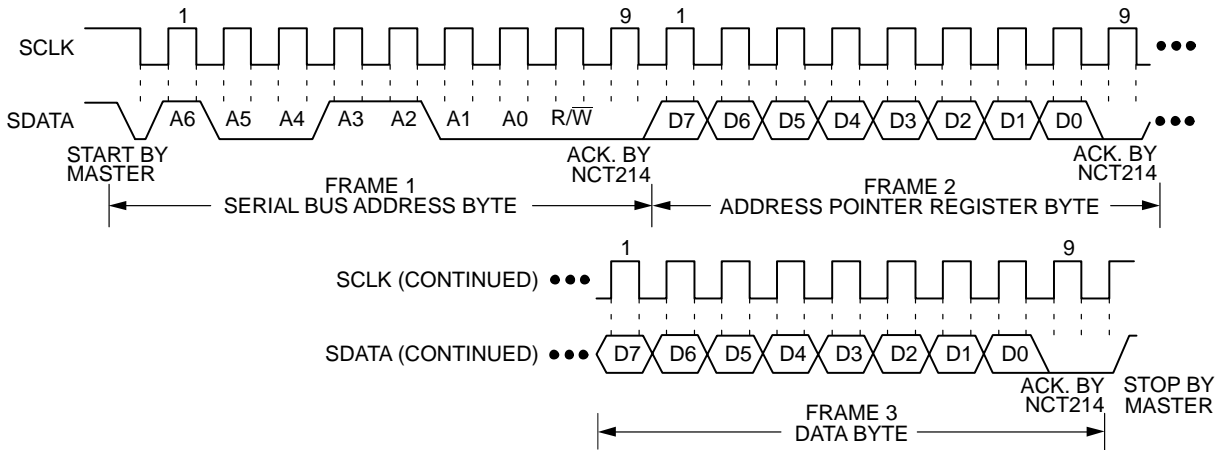 1 9 1 9
SCLK
SDATA A6 A5 A4 A3 A2 A1 A0 R/W̅ D7 D6 D5 D4 D3 D2 D1 D0
START BY
MASTER
ACK. BY
NCT214
ACK. BY
NCT214
FRAME 1
SERIAL BUS ADDRESS BYTE
FRAME 2
ADDRESS POINTER REGISTER BYTE
1 9
SCLK (CONTINUED)
SDATA (CONTINUED) D7 D6 D5 D4 D3 D2 D1 D0
ACK. BY
NCT214
STOP BY
MASTER
FRAME 3
DATA BYTE